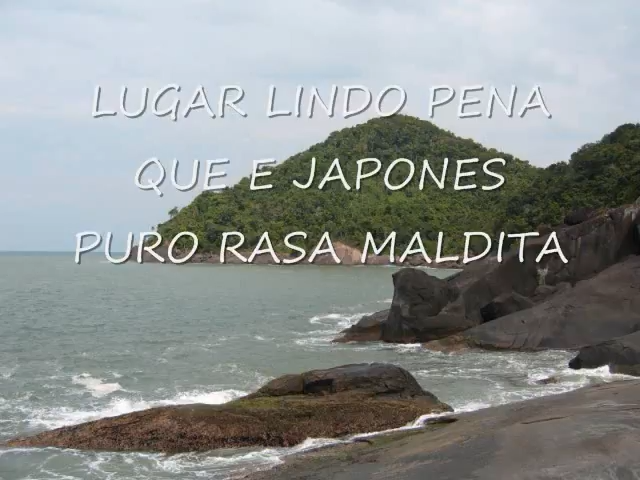 LUGAR LINDO PENA
QUE E JAPONES
PURO RASA MALDITA